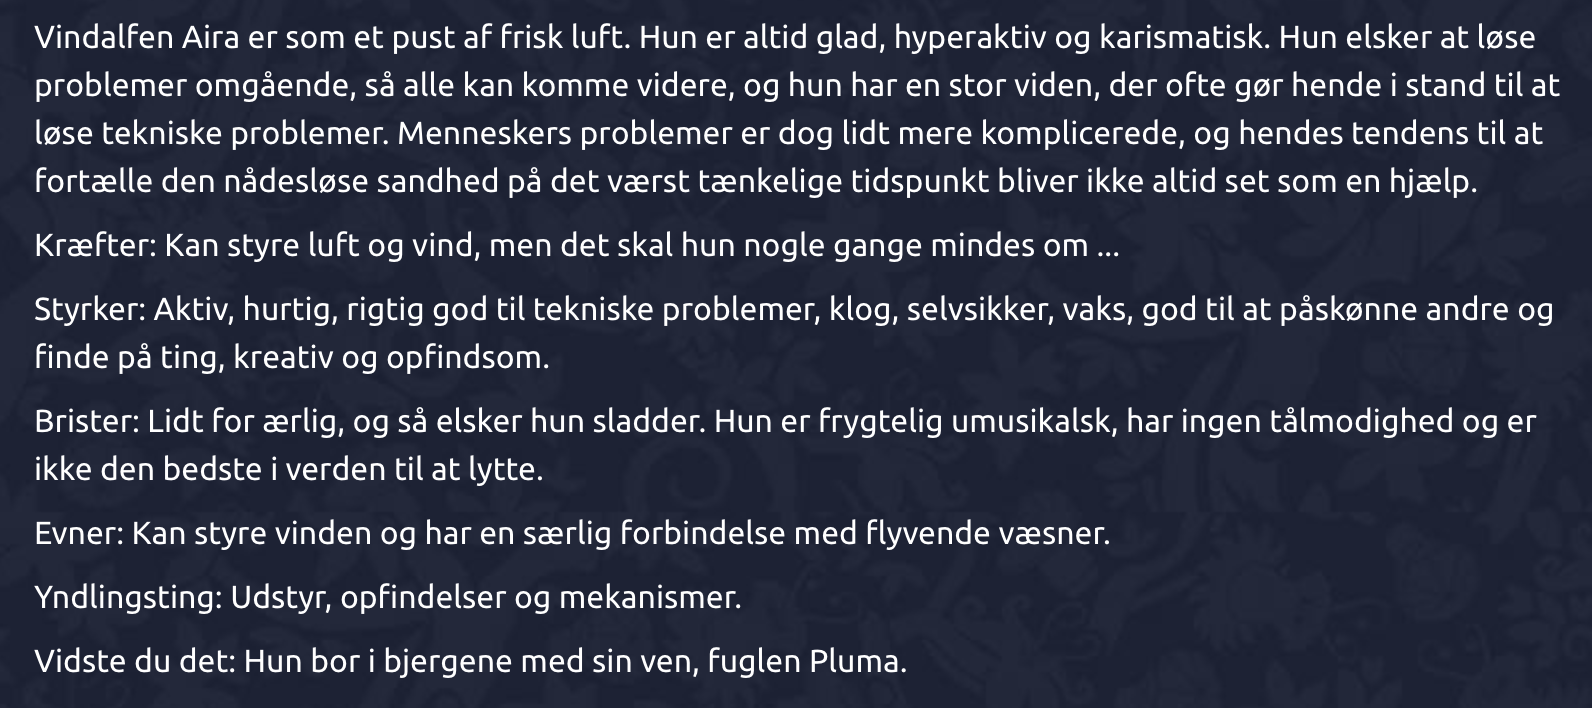 Vindalfen Aira er som et pust af frisk luft. Hun er altid glad, hyperaktiv og karismatisk. Hun elsker at løse
problemer omgående, så alle kan komme videre, og hun har en stor viden, der ofte gør hende i stand til at
løse tekniske problemer. Menneskers problemer er dog lidt mere komplicerede, og hendes tendens til at
fortælle den nådesløse sandhed på det værst tænkelige tidspunkt bliver ikke altid set som en hjælp.
Kræfter: Kan styre luft og vind, men det skal hun nogle gange mindes om ...
Styrker: Aktiv, hurtig, rigtig god til tekniske problemer, klog, selvsikker, vaks, god til at påskønne andre og
finde på ting, kreativ og opfindsom.
Brister: Lidt for ærlig, og så elsker hun sladder. Hun er frygtelig umusikalsk, har ingen tålmodighed og er
ikke den bedste i verden til at lytte.
Evner: Kan styre vinden og har en særlig forbindelse med flyvende væsner.
Yndlingsting: Udstyr, opfindelser og mekanismer.
Vidste du det: Hun bor i bjergene med sin ven, fuglen Pluma.